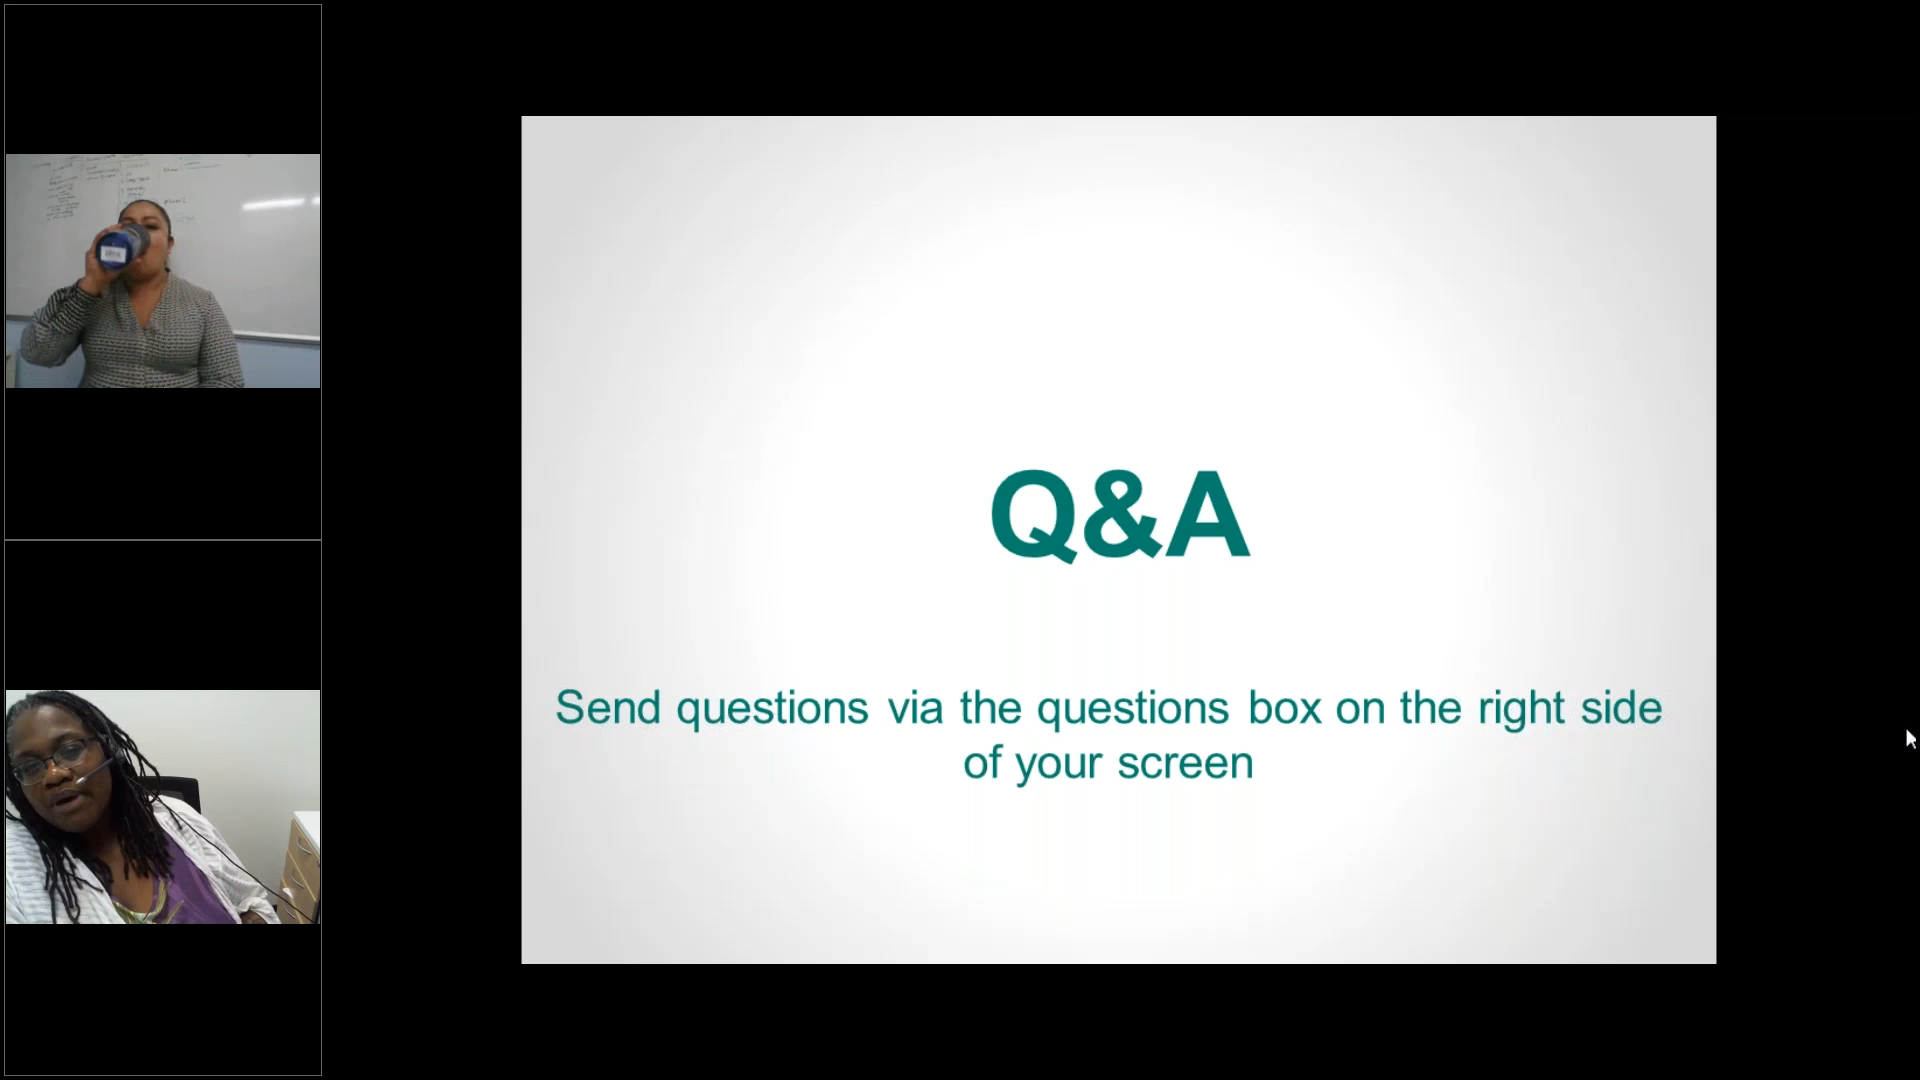 Q&A
Send questions via the questions box on the right side
of your screen